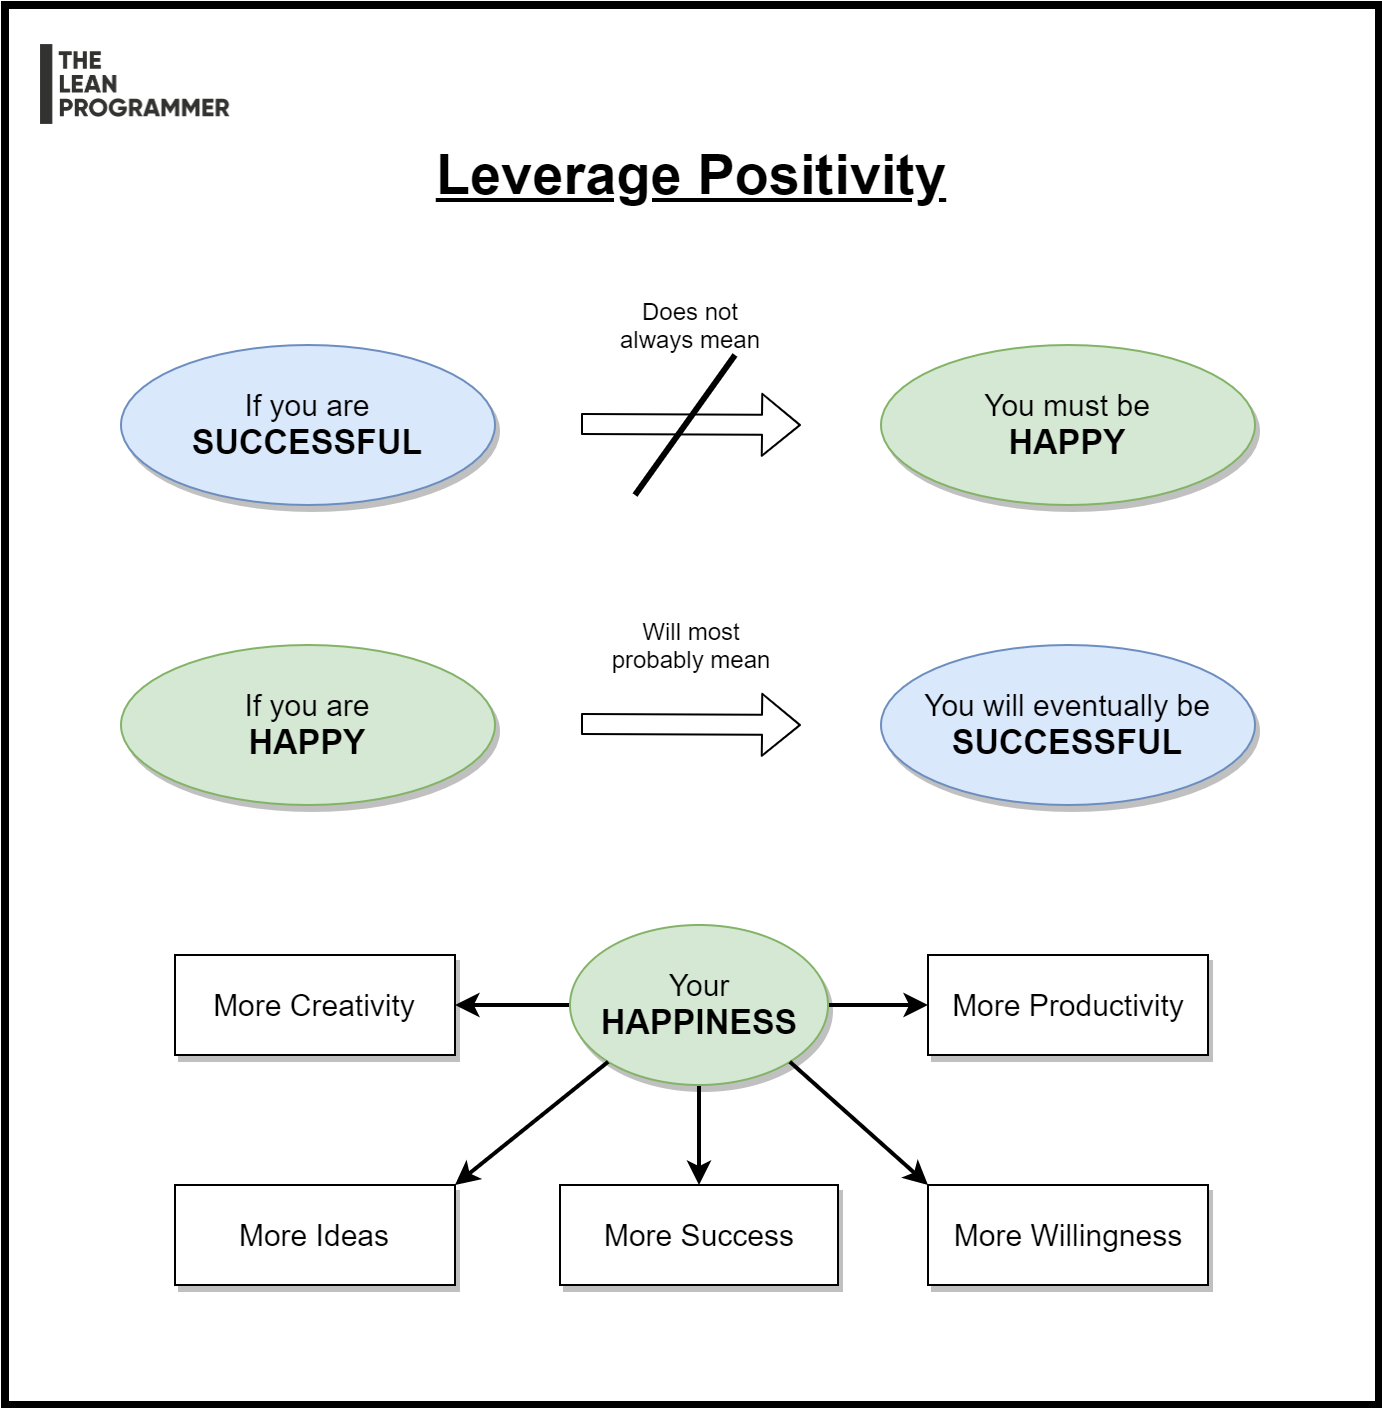 THE
LEAN
PROGRAMMER
Leverage Positivity
Does not
always mean
If you are
SUCCESSFUL
You must be
HAPPY
Will most
probably mean
If you are
HAPPY
You will eventually be
SUCCESSFUL
Your
HAPPINESS
More Creativity
More Productivity
More Ideas
More Success
More Willingness